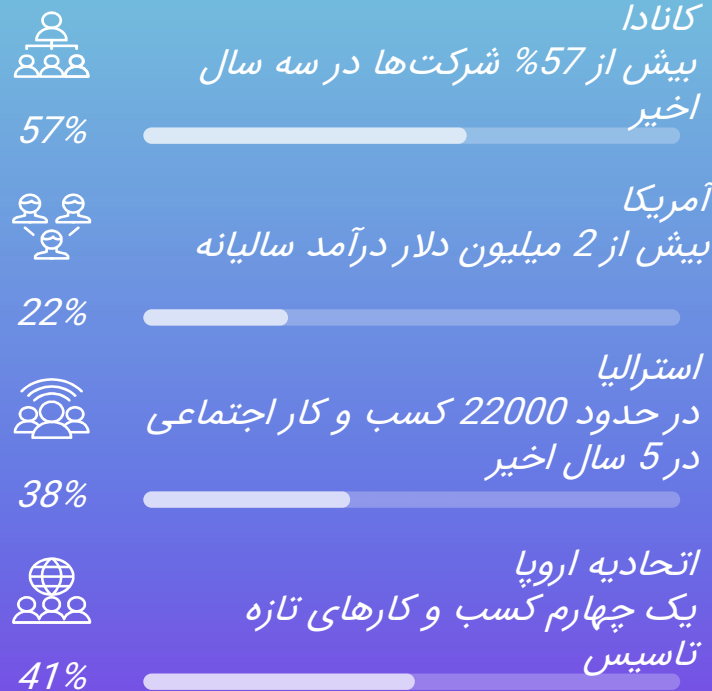 کانادا
بیش از 57% شرکت‌ها در سه سال
اخیر
57%
آمریکا
بیش از 2 میلیون دلار درآمد سالیانه
22%
استرالیا
در حدود 22000 کسب و کار اجتماعی
در 5 سال اخیر
38%
اتحادیه اروپا
یک چهارم کسب و کارهای تازه
تاسیس
41%